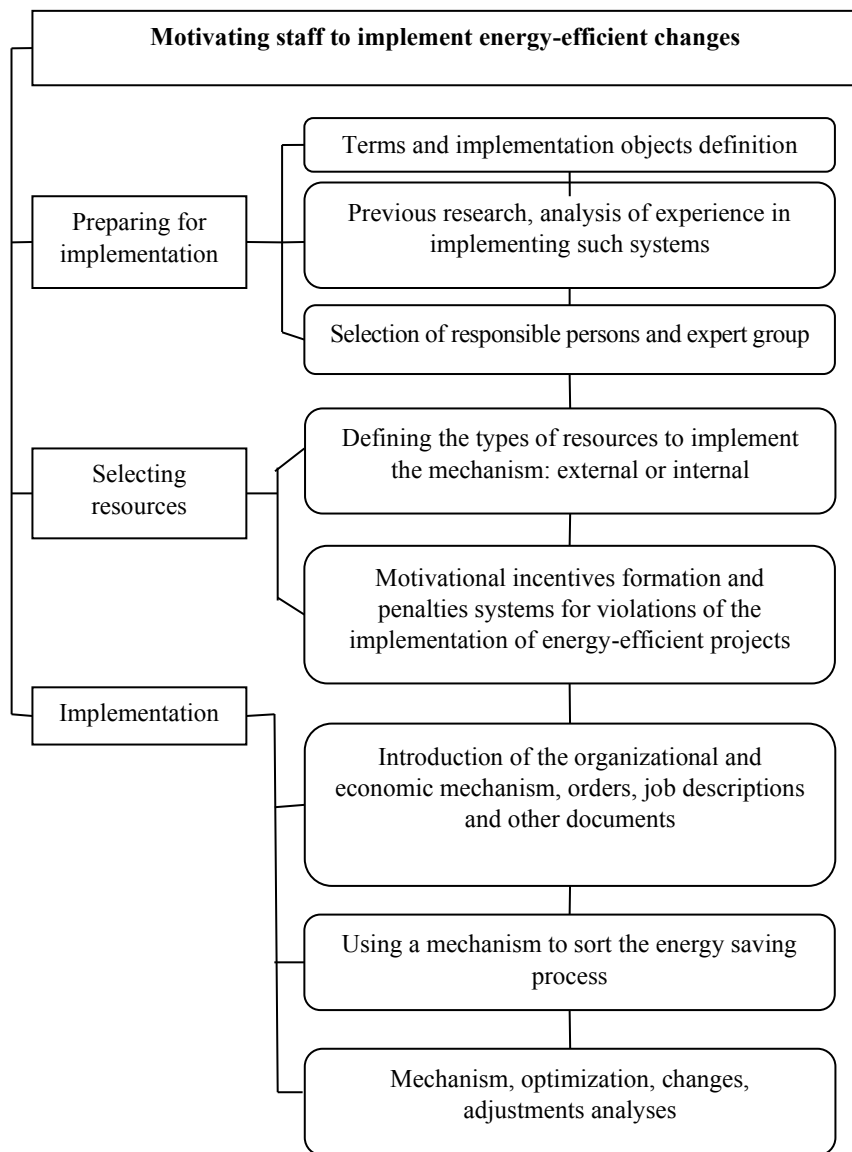 Motivating staff to implement energy-efficient changes
Terms and implementation objects definition
Preparing for
implementation
Previous research, analysis of experience in
implementing such systems
Selection of responsible persons and expert group
Selecting
resources
Defining the types of resources to implement
the mechanism: external or internal
Motivational incentives formation and
penalties systems for violations of the
implementation of energy-efficient projects
Implementation
Introduction of the organizational and
economic mechanism, orders, job descriptions
and other documents
Using a mechanism to sort the energy saving
process
Mechanism, optimization, changes,
adjustments analyses